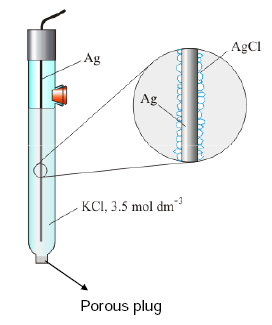 Ag
AgCl
Ag
KCl, 3.5 mol dm⁻³
Porous plug